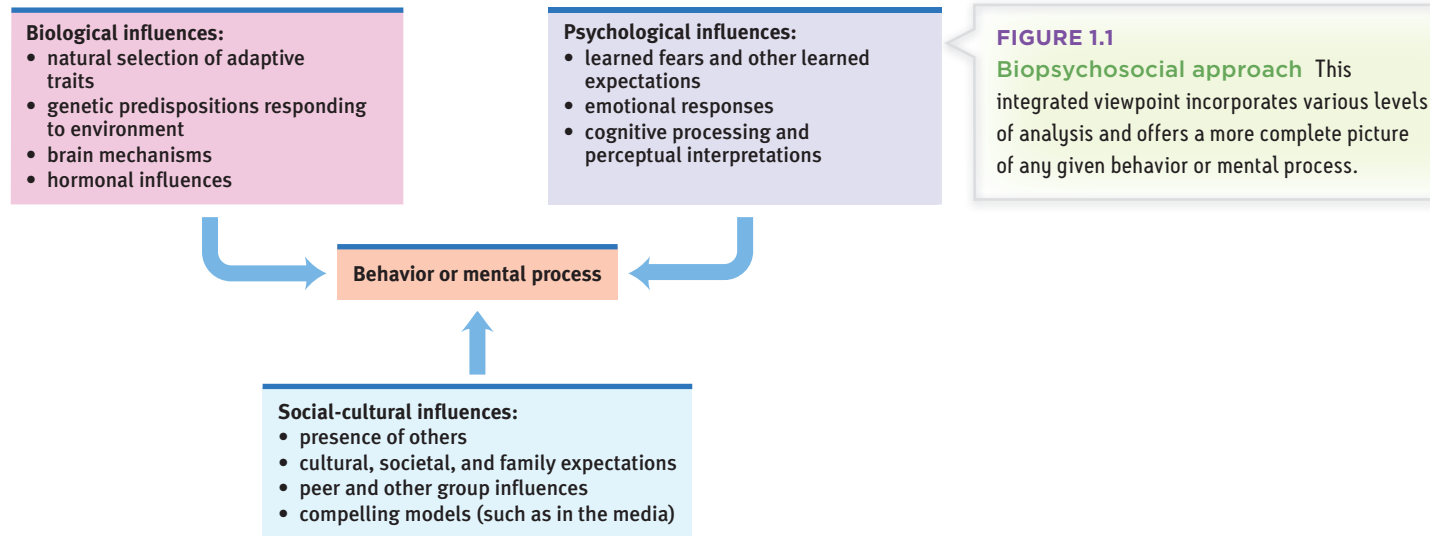 Biological influences:
• natural selection of adaptive
traits
• genetic predispositions responding
to environment
• brain mechanisms
• hormonal influences
Psychological influences:
• learned fears and other learned
expectations
• emotional responses
• cognitive processing and
perceptual interpretations
FIGURE 1.1
Biopsychosocial approach This
integrated viewpoint incorporates various levels
of analysis and offers a more complete picture
of any given behavior or mental process.
Behavior or mental process
Social-cultural influences:
• presence of others
• cultural, societal, and family expectations
• peer and other group influences
• compelling models (such as in the media)